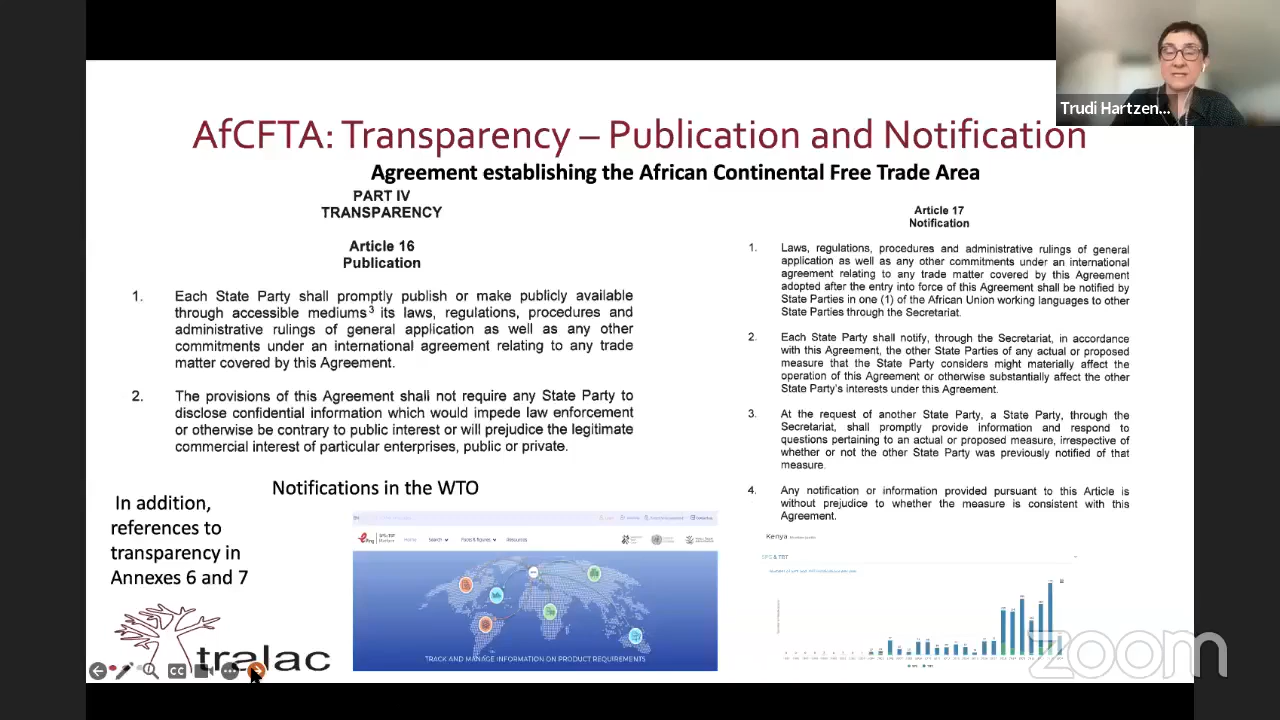 Trudi Hartzen...
AfCFTA: Transparency – Publication and Notification
Agreement establishing the African Continental Free Trade Area
PART IV
TRANSPARENCY
Article 16
Publication
1. Each State Party shall promptly publish or make publicly available
through accessible mediums³ its laws, regulations, procedures and
administrative rulings of general application as well as any other
commitments under an international agreement relating to any trade
matter covered by this Agreement.
2. The provisions of this Agreement shall not require any State Party to
disclose confidential information which would impede law enforcement
or otherwise be contrary to public interest or will prejudice the legitimate
commercial interest of particular enterprises, public or private.
Article 17
Notification
1. Laws, regulations, procedures and administrative rulings of general
application as well as any other commitments under an international
agreement relating to any trade matter covered by this Agreement
adopted after the entry into force of this Agreement shall be notified by
State Parties in one (1) of the African Union working languages to other
State Parties through the Secretariat.
2. Each State Party shall notify, through the Secretariat, in accordance
with this Agreement, the other State Parties of any actual or proposed
measure that the State Party considers might materially affect the
operation of this Agreement or otherwise substantially affect the other
State Party's interests under this Agreement.
3. At the request of another State Party, a State Party, through the
Secretariat, shall promptly provide information and respond to
questions pertaining to an actual or proposed measure, irrespective of
whether or not the other State Party was previously notified of that
measure.
4. Any notification or information provided pursuant to this Article is
without prejudice to whether the measure is consistent with this
Agreement.
Notifications in the WTO
In addition,
references to
transparency in
Annexes 6 and 7
Home Search Facts & figures Resources
TRACK AND MANAGE INFORMATION ON PRODUCT REQUIREMENTS
Kenya
SPS & TBT
tralac
CC
zoom